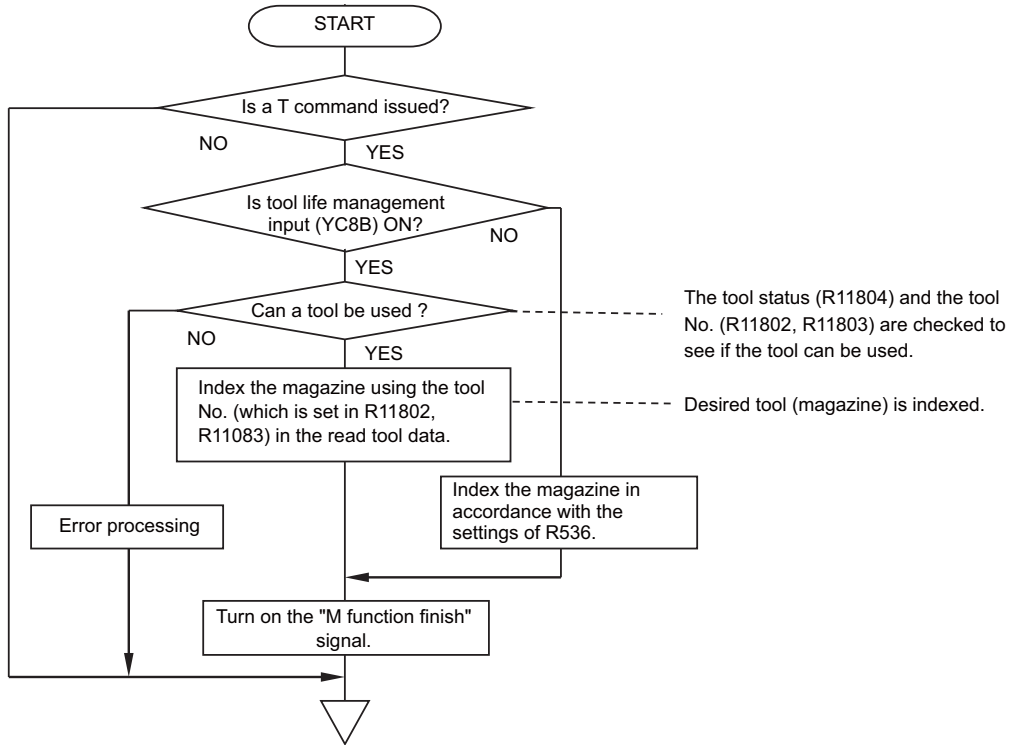 START
Is a T command issued?
NO
YES
Is tool life management
input (YC8B) ON?
NO
YES
Can a tool be used ?
NO
YES
The tool status (R11804) and the tool
No. (R11802, R11803) are checked to
see if the tool can be used.
Index the magazine using the tool
No. (which is set in R11802,
R11083) in the read tool data.
Desired tool (magazine) is indexed.
Index the magazine in
accordance with the
settings of R536.
Error processing
Turn on the "M function finish"
signal.